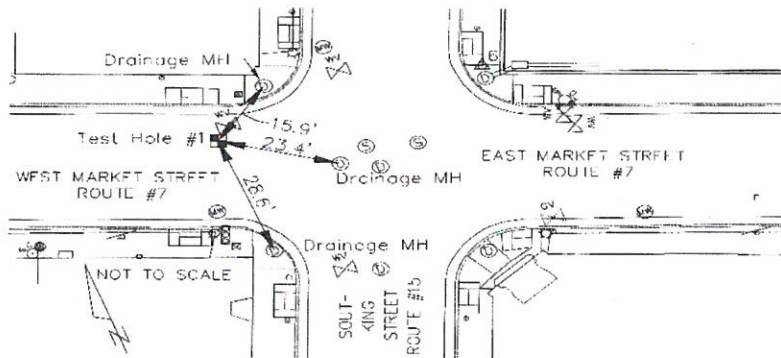 Drainage MH
6
15.9'
Test Hole #1
23.4'
EAST MARKET STREET
ROUTE #7
Drainage MH
WEST MARKET STREET
ROUTE #7
28.6'
Drainage MH
NOT TO SCALE
SOUT-
KING
STREET
ROUTE #15
N